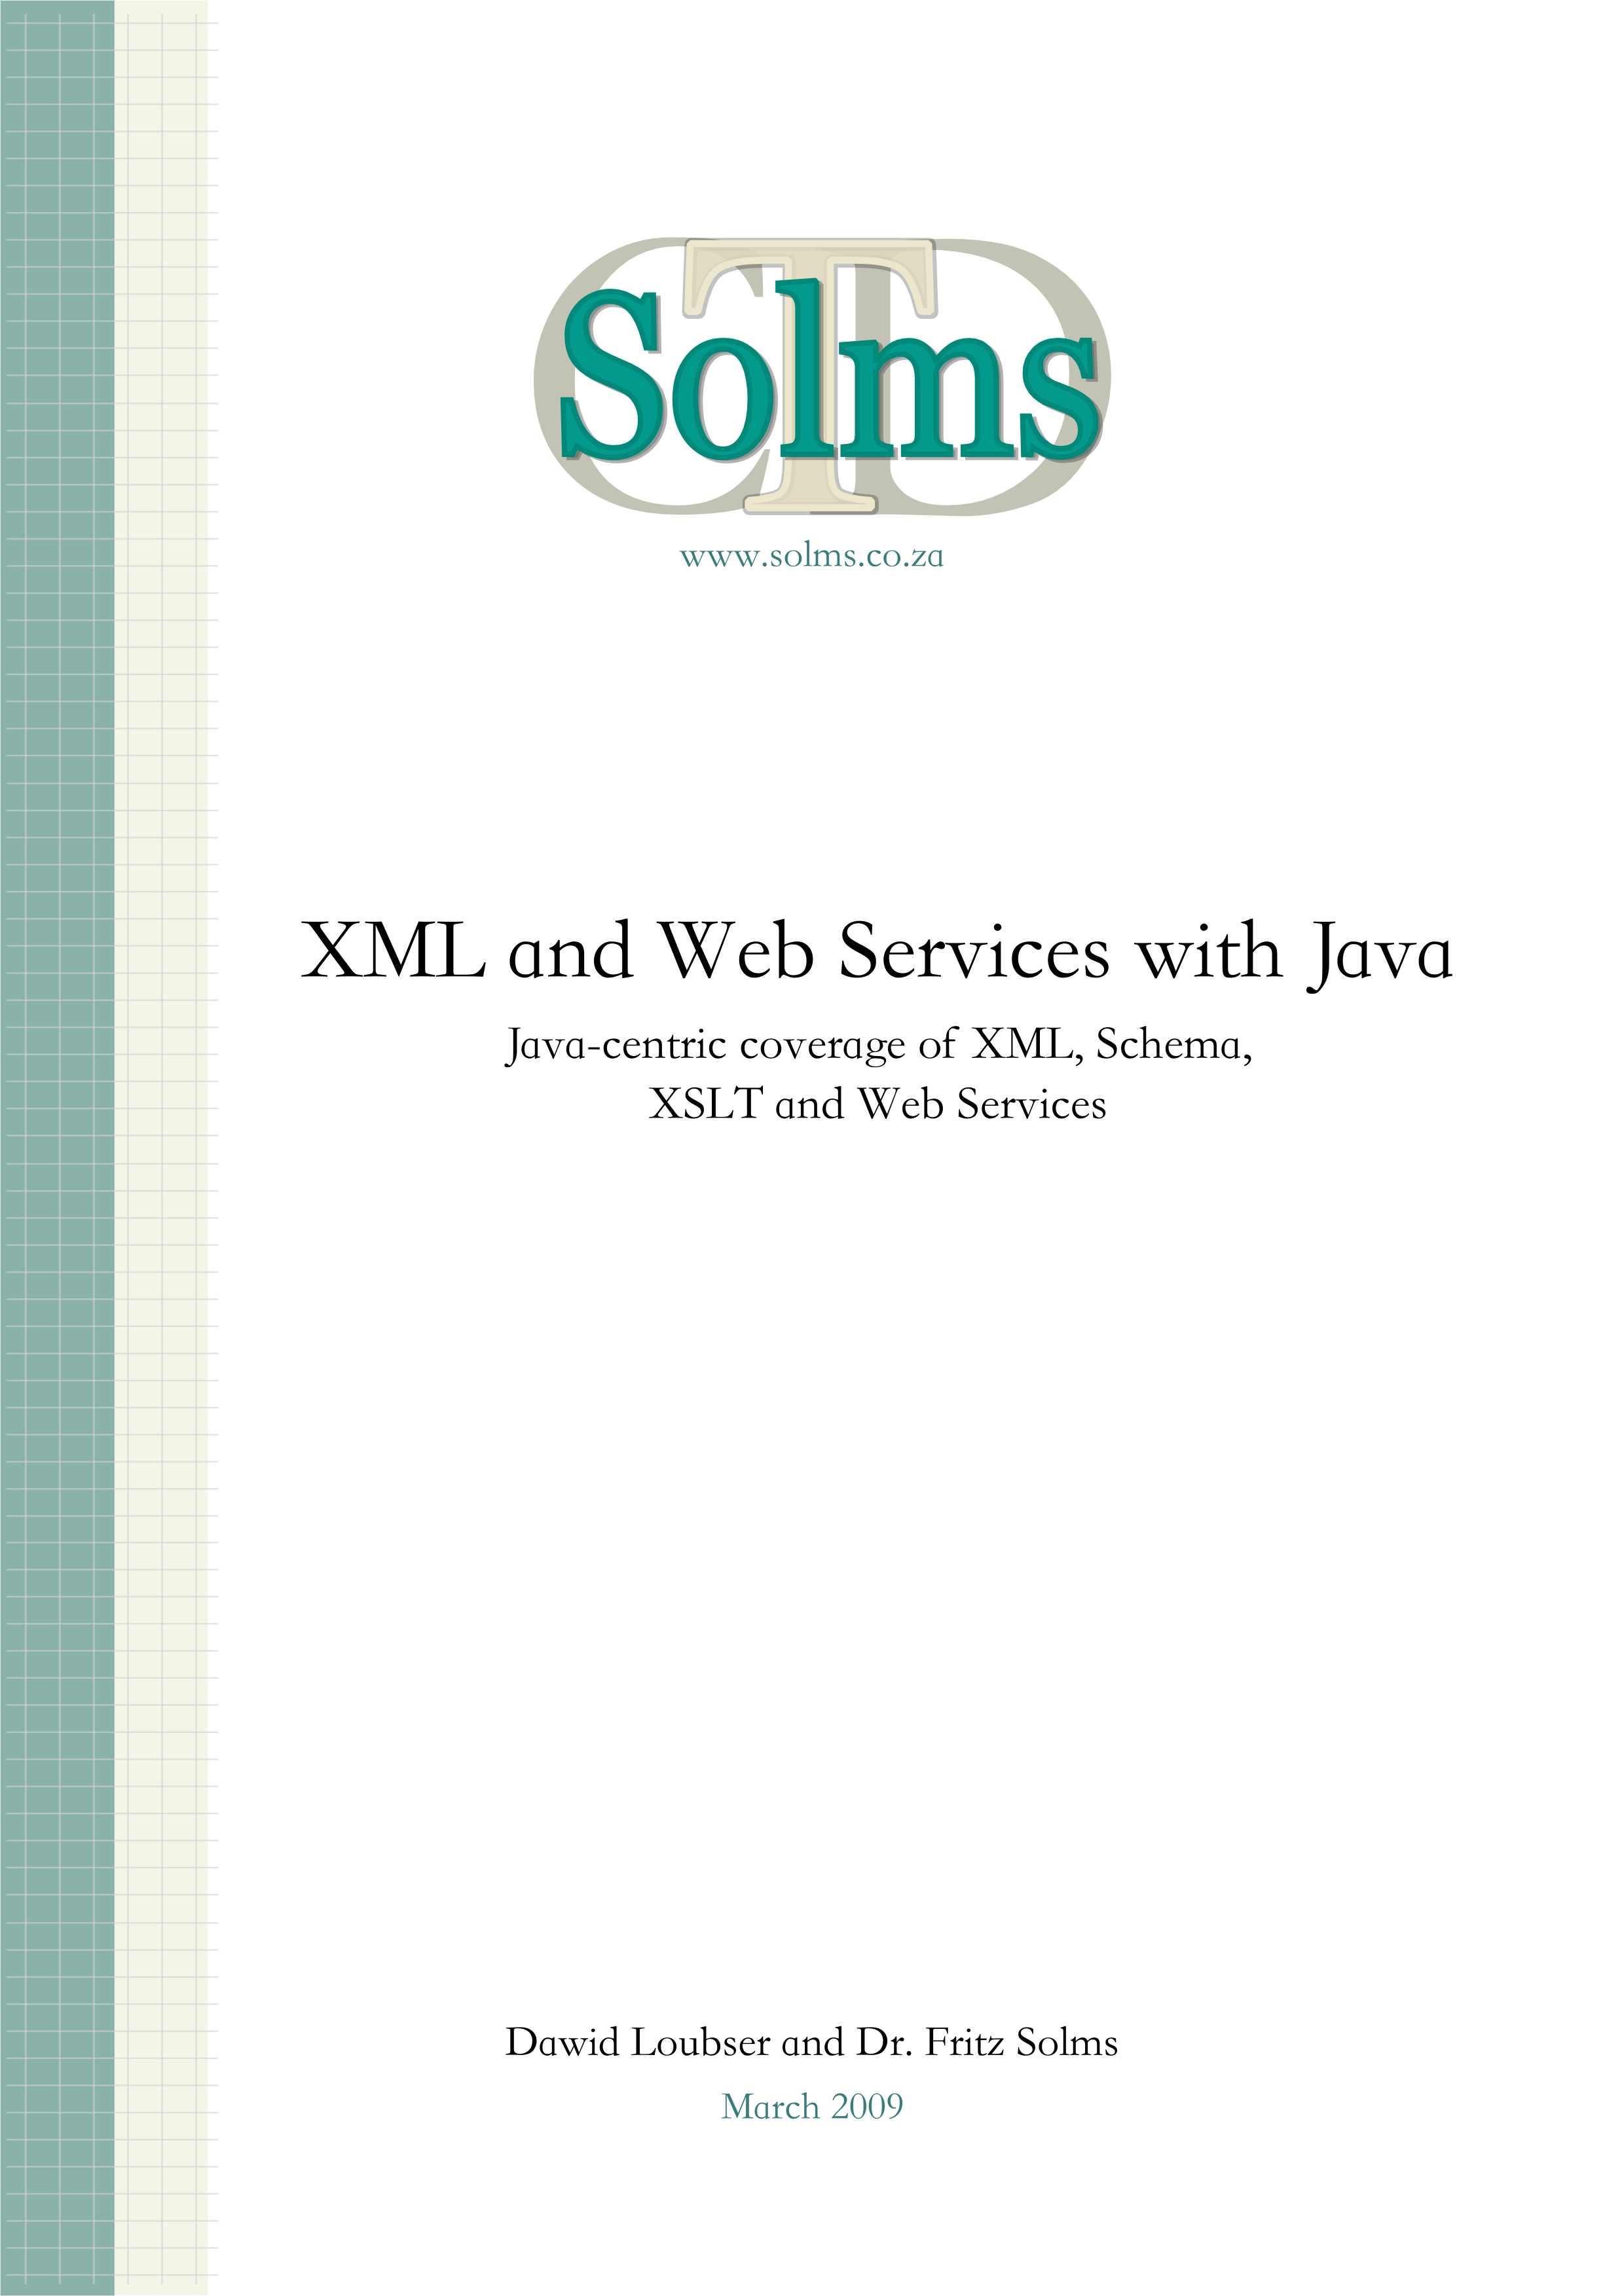 CTD
Solms
www.solms.co.za
XML and Web Services with Java
Java-centric coverage of XML, Schema,
XSLT and Web Services
Dawid Loubser and Dr. Fritz Solms
March 2009